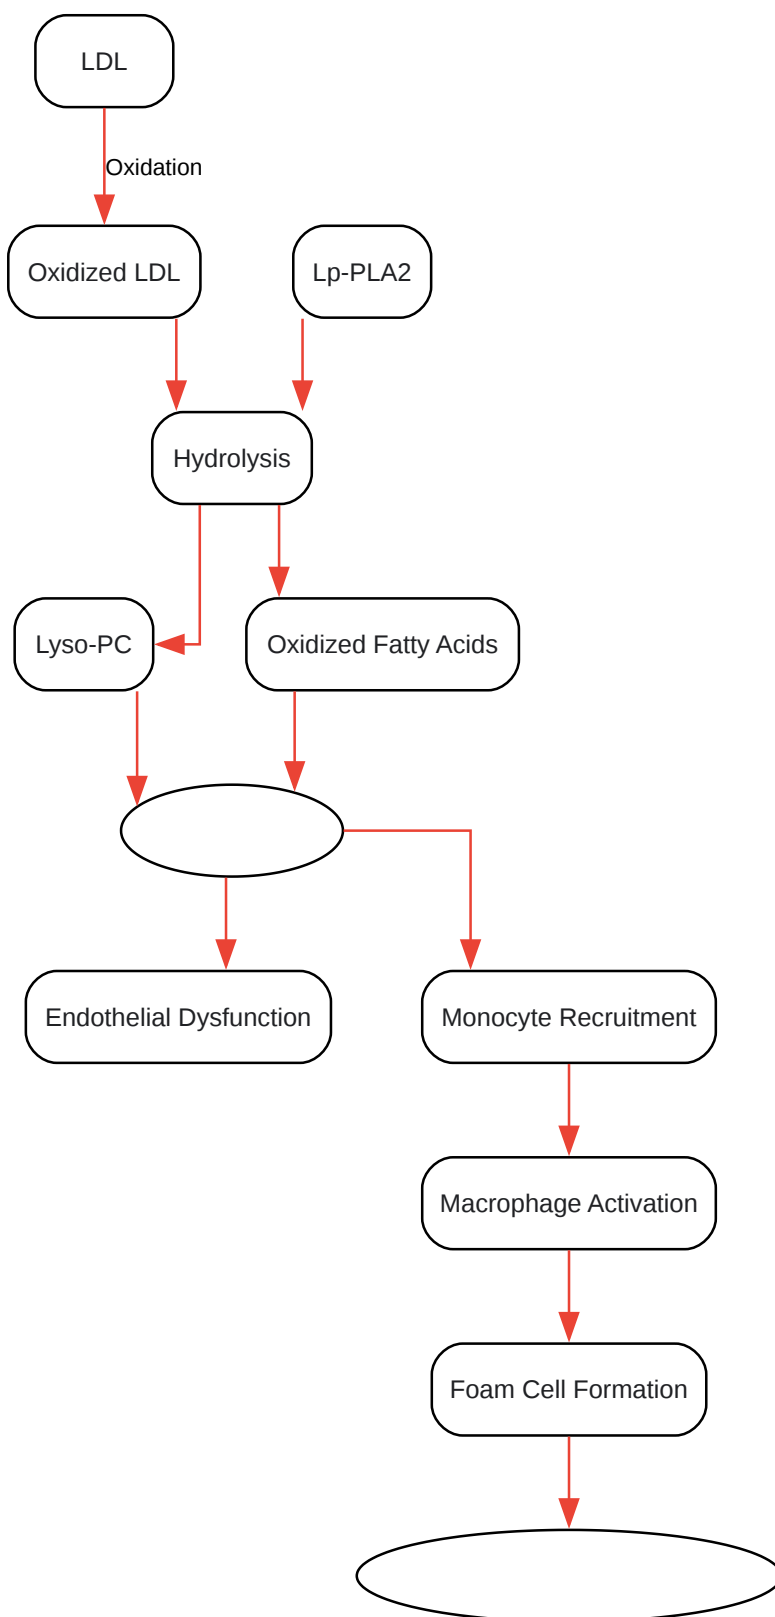 LDL
Oxidation
Oxidized LDL
Lp-PLA2
Hydrolysis
Lyso-PC
Oxidized Fatty Acids
Endothelial Dysfunction
Monocyte Recruitment
Macrophage Activation
Foam Cell Formation